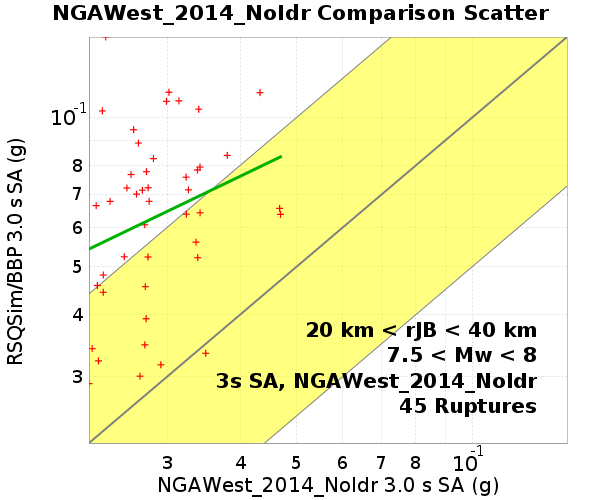 NGAWest_2014_NoIdr Comparison Scatter
RSQSim/BBP 3.0 s SA (g)
10⁻¹
8
7
6
5
4
3
20 km < rJB < 40 km
7.5 < Mw < 8
3s SA, NGAWest_2014_NoIdr
45 Ruptures
3 4 5 6 7 8 10⁻¹
NGAWest_2014_NoIdr 3.0 s SA (g)